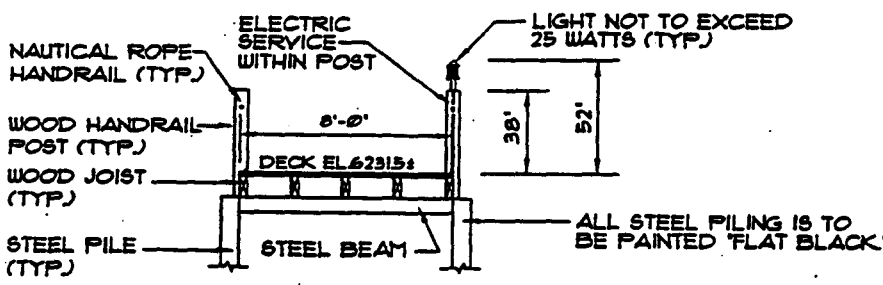 NAUTICAL ROPE
HANDRAIL (TYP.)
ELECTRIC
SERVICE
WITHIN POST
LIGHT NOT TO EXCEED
25 WATTS (TYP.)
WOOD HANDRAIL
POST (TYP.)
8'-0'
38'
52'
DECK EL.6231.5±
WOOD JOIST
(TYP.)
STEEL PILE
(TYP.)
STEEL BEAM
ALL STEEL PILING IS TO
BE PAINTED 'FLAT BLACK.'